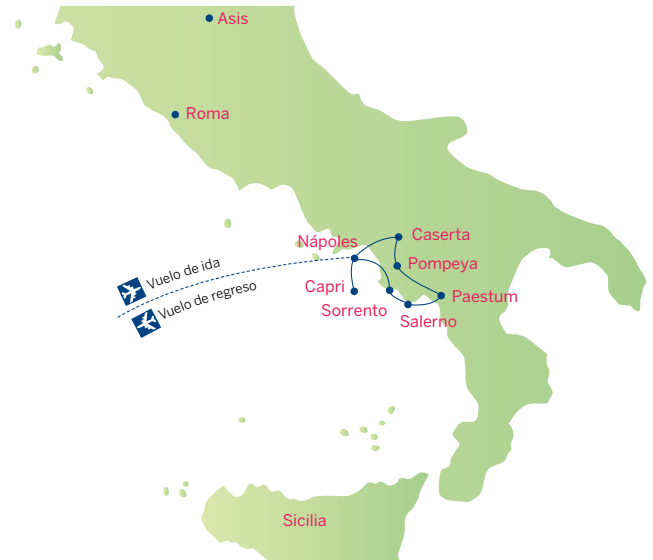 Asis
Roma
Nápoles
Caserta
Pompeya
Vuelo de ida
Vuelo de regreso
Capri
Paestum
Sorrento
Salerno
Sicilia